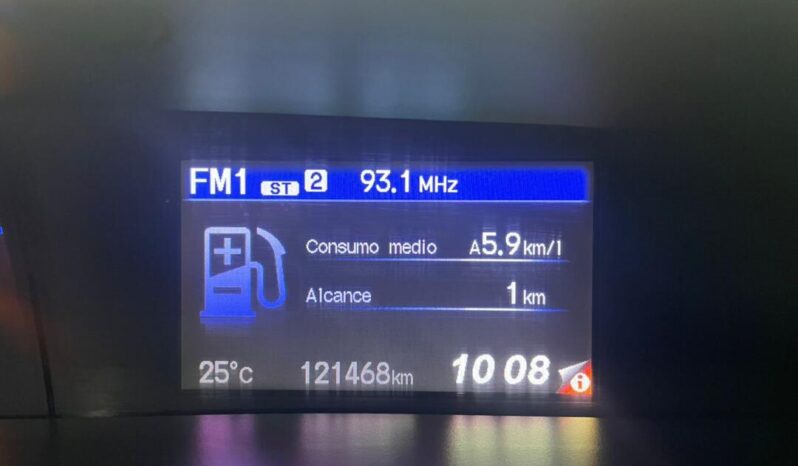 FM1 ST 2 93.1 MHz
Consumo medio A5.9 km/l
Alcance 1 km
25°C 121468km 10 08 i